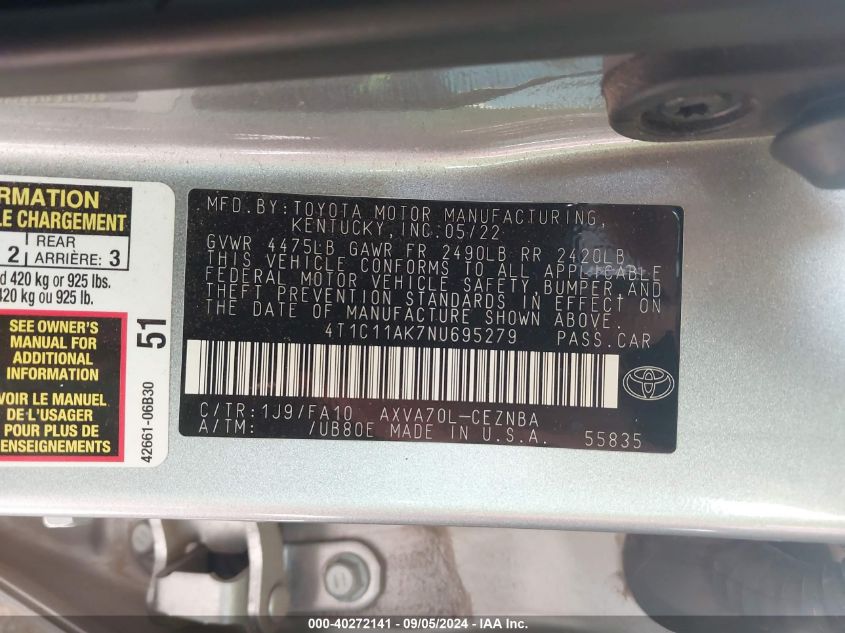 RMATION
LE CHARGEMENT
2 REAR 3
ARRIÈRE:
d 420 kg or 925 lbs.
420 kg ou 925 lb.
SEE OWNER'S
MANUAL FOR
ADDITIONAL
INFORMATION
VOIR LE MANUEL
DE L'USAGER
POUR PLUS DE
ENSEIGNEMENTS
51
42661-06B30
MFD.BY:TOYOTA MOTOR MANUFACTURING,
KENTUCKY, INC.05/22
GVWR 4475LB GAWR FR 2490LB RR 2420LB
THIS VEHICLE CONFORMS TO ALL APPLICABLE
FEDERAL MOTOR VEHICLE SAFETY,BUMPER AND
THEFT PREVENTION STANDARDS IN EFFECT ON
THE DATE OF MANUFACTURE SHOWN ABOVE.
4T1C11AK7NU695279 PASS.CAR
C/TR:1J9/FA10 AXVA70L-CEZNBA
A/TM: /UB80E MADE IN U.S.A. 55835
000-40272141 - 09/05/2024 - IAA Inc.